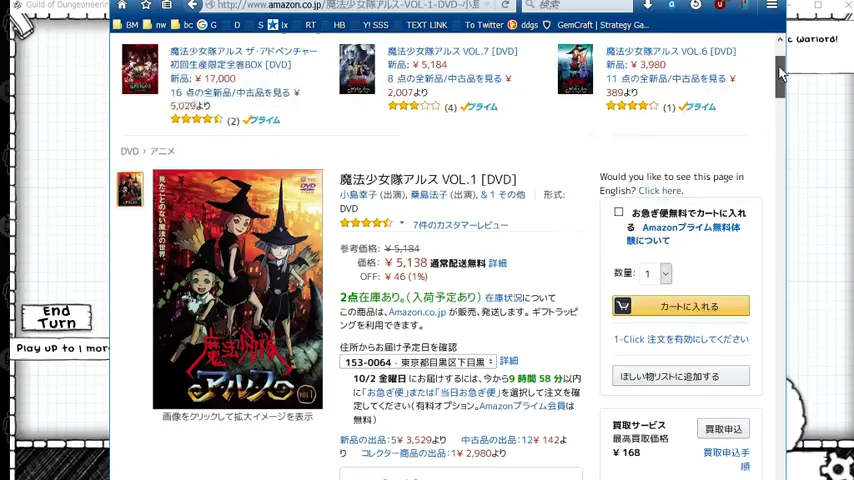 Guild of Dungeoneering
http://www.amazon.co.jp/魔法少女隊アルス-VOL-1-DVD-小
検索
BM nw bc G D S Ix RT HB Y! SSS TEXT LINK To Twitter ddgs GemCraft | Strategy Ga...
c Warlord!
魔法少女隊アルス ザ・アドベンチャー
初回生産限定全巻BOX [DVD]
新品: ￥17,000
16 点の全新品/中古品を見る ￥
5,029より
(2) プライム
魔法少女隊アルス VOL.7 [DVD]
新品: ￥5,184
8 点の全新品/中古品を見る ￥
2,007より
(4) プライム
魔法少女隊アルス VOL.6 [DVD]
新品: ￥3,980
11 点の全新品/中古品を見る ￥
389より
(1) プライム
DVD › アニメ
見たことのない魔法の世界。
DVD
魔法少女隊
アルス
VOL.1
画像をクリックして拡大イメージを表示
魔法少女隊アルス VOL.1 [DVD]
小島幸子 (出演), 桑島法子 (出演), & 1 その他 形式:
DVD
7件のカスタマーレビュー
参考価格: ￥5,184
価格: ￥5,138 通常配送無料 詳細
OFF: ￥46 (1%)
2点在庫あり。(入荷予定あり) 在庫状況について
この商品は、Amazon.co.jp が販売、発送します。 ギフトラッピ
ングを利用できます。
住所からお届け予定日を確認
153-0064 - 東京都目黒区下目黒 詳細
10/2 金曜日 にお届けするには、今から9 時間 58 分以内
に「お急ぎ便」または「当日お急ぎ便」を選択して注文を確
定してください (有料オプション。Amazonプライム会員は
無料)
新品の出品:5￥3,529より 中古品の出品:12￥142よ
り コレクター商品の出品:1￥2,980より
Would you like to see this page in
English? Click here.
お急ぎ便無料でカートに入れ
る Amazonプライム無料体
験について
数量: 1
カートに入れる
1-Click 注文を有効にしてください
ほしい物リストに追加する
買取サービス
最高買取価格
￥168
買取申込
買取申込手
順
End
Turn
Play up to 1 mor